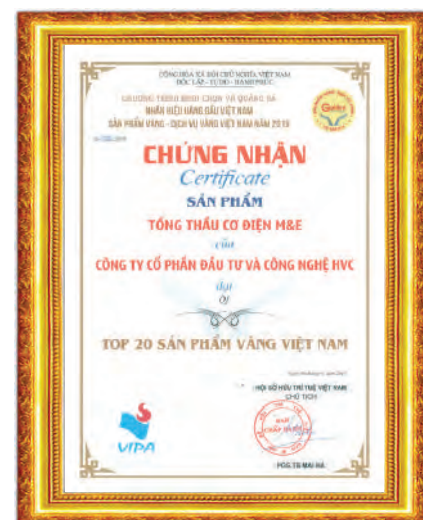 CỘNG HÒA XÃ HỘI CHỦ NGHĨA VIỆT NAM
ĐỘC LẬP - TỰ DO - HẠNH PHÚC
CHƯƠNG TRÌNH BÌNH CHỌN VÀ QUẢNG BÁ
NHÃN HIỆU HÀNG ĐẦU VIỆT NAM
SẢN PHẨM VÀNG - DỊCH VỤ VÀNG VIỆT NAM NĂM 2019
CHỨNG NHẬN
Certificate
SẢN PHẨM
TỔNG THẦU CƠ ĐIỆN M&E
của
CÔNG TY CỔ PHẦN ĐẦU TƯ VÀ CÔNG NGHỆ HVC
đạt
Of
TOP 20 SẢN PHẨM VÀNG VIỆT NAM
HỘI SỞ HỮU TRÍ TUỆ VIỆT NAM
CHỦ TỊCH
BAN
CHẤP HÀNH
VIPA
PGS.TS MAI HÀ